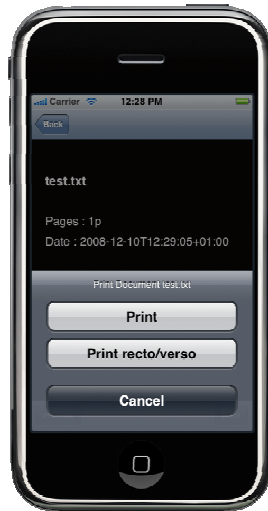 Carrier 12:28 PM
Back
test.txt
Pages : 1p
Date : 2008-12-10T12:29:05+01:00
Print Document test.txt
Print
Print recto/verso
Cancel